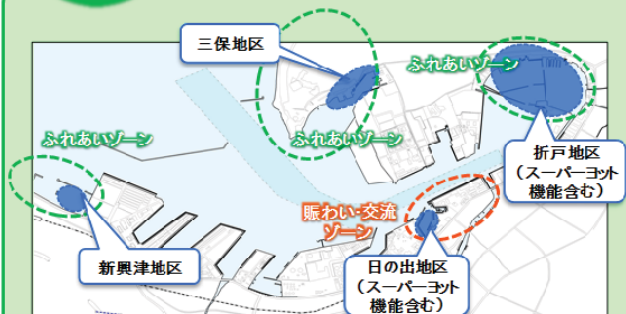 三保地区
ふれあいゾーン
ふれあいゾーン
ふれあいゾーン
折戸地区
(スーパーヨット
機能含む)
賑わい・交流
ゾーン
新興津地区
日の出地区
(スーパーヨット
機能含む)